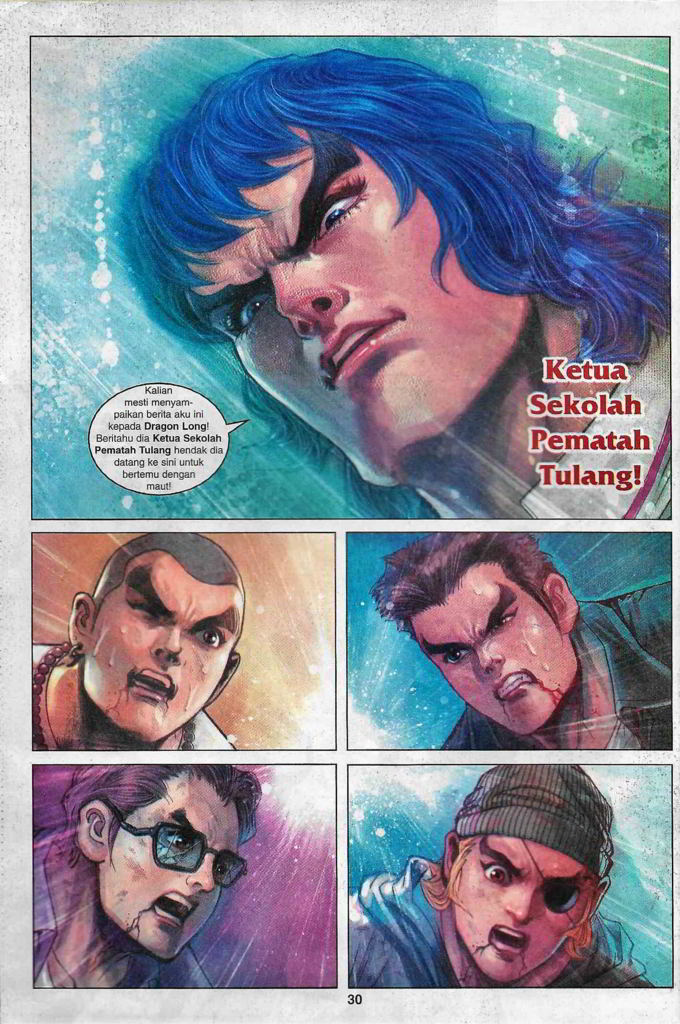 Kalian
mesti menyam-
paikan berita aku ini
kepada Dragon Long!
Beritahu dia Ketua Sekolah
Pematah Tulang hendak dia
datang ke sini untuk
bertemu dengan
maut!
Ketua
Sekolah
Pematah
Tulang!
30